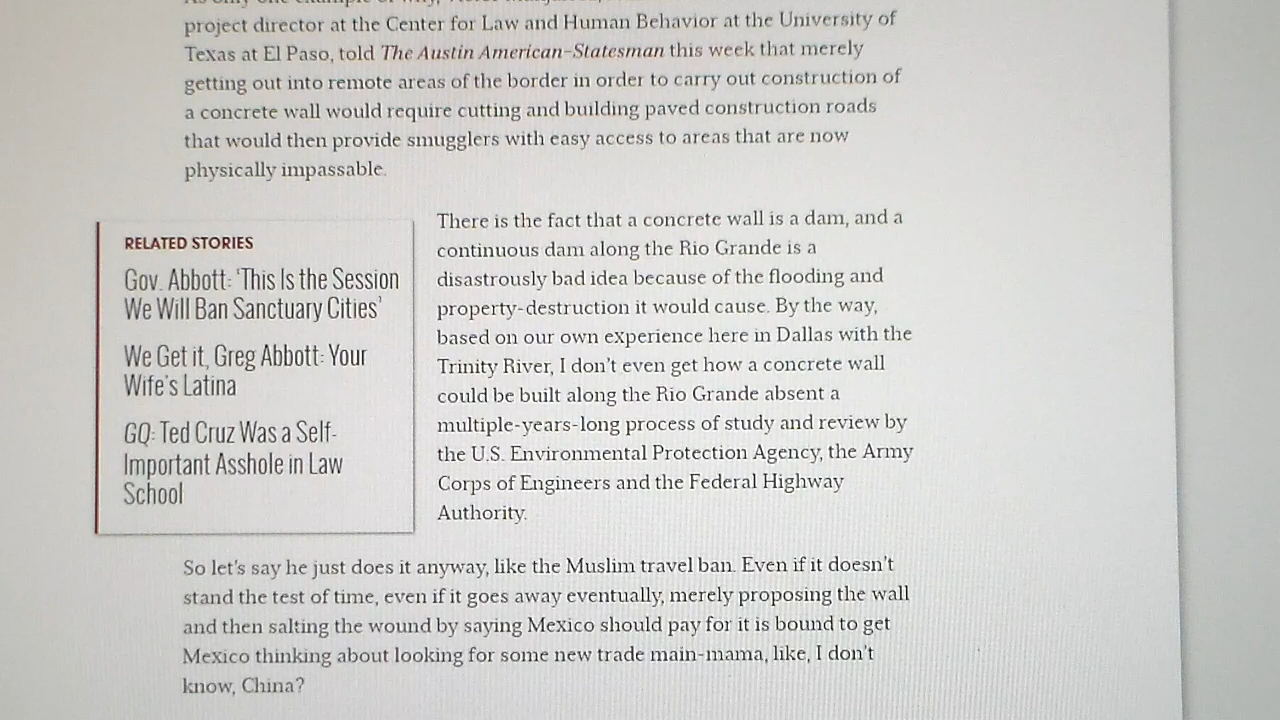 project director at the Center for Law and Human Behavior at the University of
Texas at El Paso, told The Austin American-Statesman this week that merely
getting out into remote areas of the border in order to carry out construction of
a concrete wall would require cutting and building paved construction roads
that would then provide smugglers with easy access to areas that are now
physically impassable.
RELATED STORIES
Gov. Abbott: 'This Is the Session
We Will Ban Sanctuary Cities'
We Get it, Greg Abbott: Your
Wife's Latina
GQ: Ted Cruz Was a Self-
Important Asshole in Law
School
There is the fact that a concrete wall is a dam, and a
continuous dam along the Rio Grande is a
disastrously bad idea because of the flooding and
property-destruction it would cause. By the way,
based on our own experience here in Dallas with the
Trinity River, I don't even get how a concrete wall
could be built along the Rio Grande absent a
multiple-years-long process of study and review by
the U.S. Environmental Protection Agency, the Army
Corps of Engineers and the Federal Highway
Authority.
So let's say he just does it anyway, like the Muslim travel ban. Even if it doesn't
stand the test of time, even if it goes away eventually, merely proposing the wall
and then salting the wound by saying Mexico should pay for it is bound to get
Mexico thinking about looking for some new trade main-mama, like, I don't
know, China?